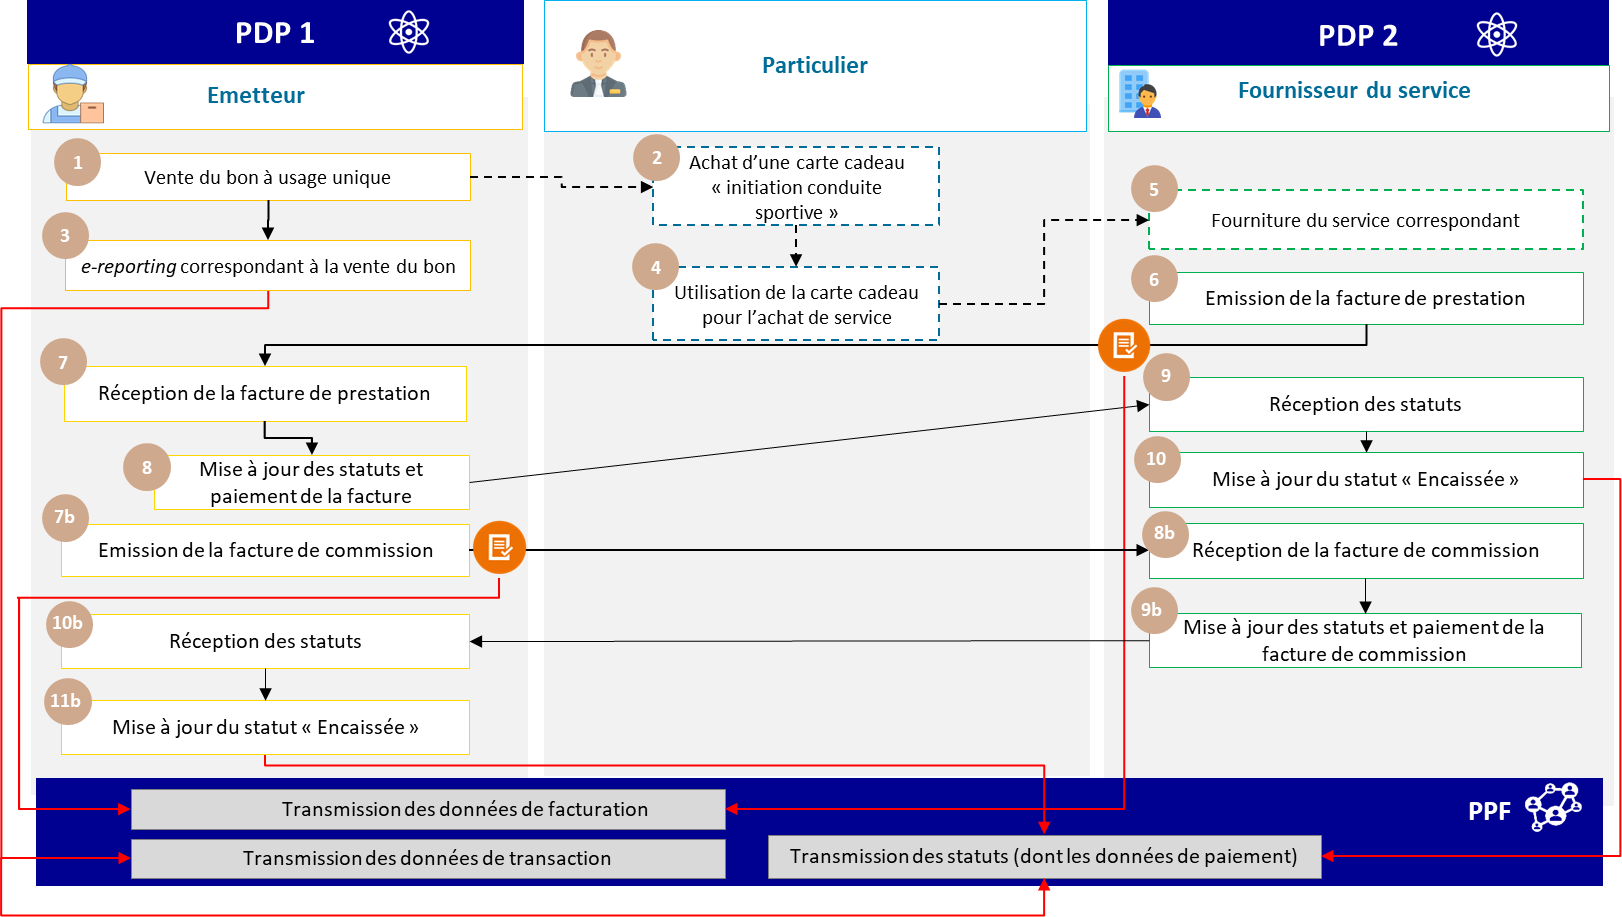 PDP 1
Emetteur
Particulier
PDP 2
Fournisseur du service
1
Vente du bon à usage unique
2
Achat d’une carte cadeau
« initiation conduite
sportive »
3
e-reporting correspondant à la vente du bon
4
Utilisation de la carte cadeau
pour l’achat de service
5
Fourniture du service correspondant
6
Emission de la facture de prestation
7
Réception de la facture de prestation
8
Mise à jour des statuts et
paiement de la facture
9
Réception des statuts
10
Mise à jour du statut « Encaissée »
7b
Emission de la facture de commission
8b
Réception de la facture de commission
9b
Mise à jour des statuts et paiement de la
facture de commission
10b
Réception des statuts
11b
Mise à jour du statut « Encaissée »
PPF
Transmission des données de facturation
Transmission des données de transaction
Transmission des statuts (dont les données de paiement)